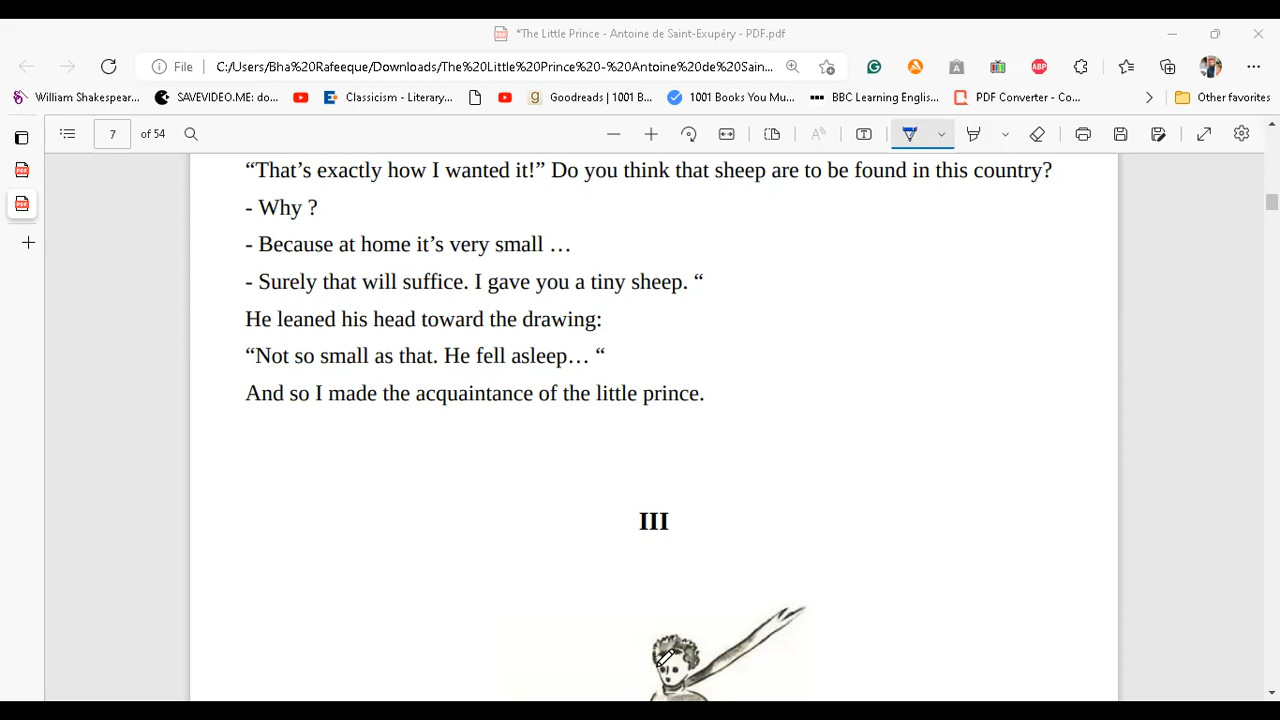 *The Little Prince - Antoine de Saint-Exupéry - PDF.pdf
File C:/Users/Bha%20Rafeeque/Downloads/The%20Little%20Prince%20-%20Antoine%20de%20Sain...
William Shakespear... SAVEVIDEO.ME: do... Classicism - Literary... Goodreads | 1001 B... 1001 Books You Mu... BBC Learning Englis... PDF Converter - Co... Other favorites
7 of 54
“That’s exactly how I wanted it!” Do you think that sheep are to be found in this country?
- Why ?
- Because at home it’s very small …
- Surely that will suffice. I gave you a tiny sheep. “
He leaned his head toward the drawing:
“Not so small as that. He fell asleep… “
And so I made the acquaintance of the little prince.
III